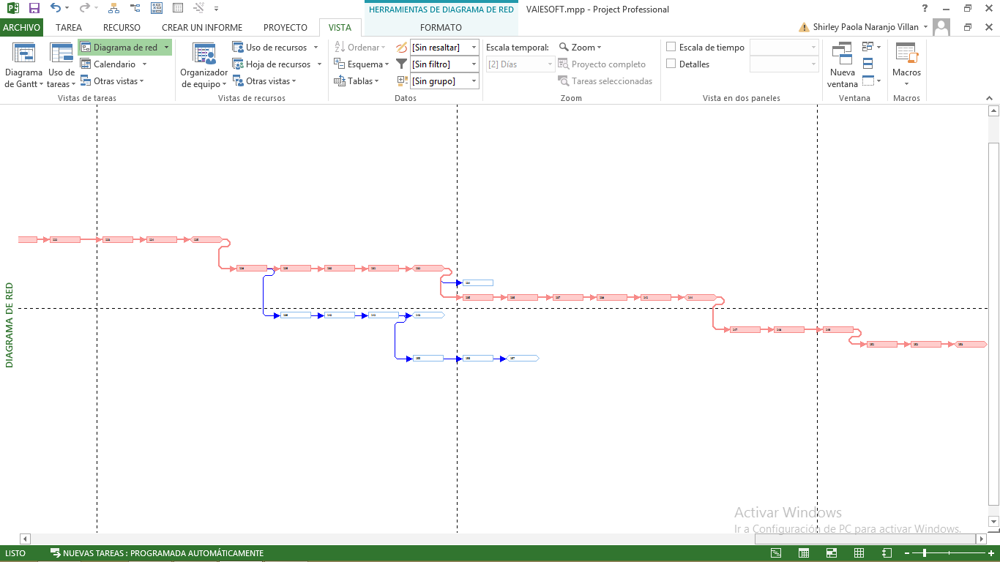 HERRAMIENTAS DE DIAGRAMA DE RED
VAIESOFT.mpp - Project Professional
ARCHIVO TAREA RECURSO CREAR UN INFORME PROYECTO VISTA FORMATO
Shirley Paola Naranjo Villan
Diagrama de Gantt
Uso de tareas
Diagrama de red
Calendario
Otras vistas
Vistas de tareas
Organizador de equipo
Uso de recursos
Hoja de recursos
Otras vistas
Vistas de recursos
Ordenar
Esquema
Tablas
[Sin resaltar]
[Sin filtro]
[Sin grupo]
Datos
Escala temporal:
[2] Días
Zoom
Proyecto completo
Tareas seleccionadas
Zoom
Escala de tiempo
Detalles
Vista en dos paneles
Nueva ventana
Ventana
Macros
Macros
DIAGRAMA DE RED
Activar Windows
Ir a Configuración de PC para activar Windows.
LISTO
NUEVAS TAREAS : PROGRAMADA AUTOMÁTICAMENTE